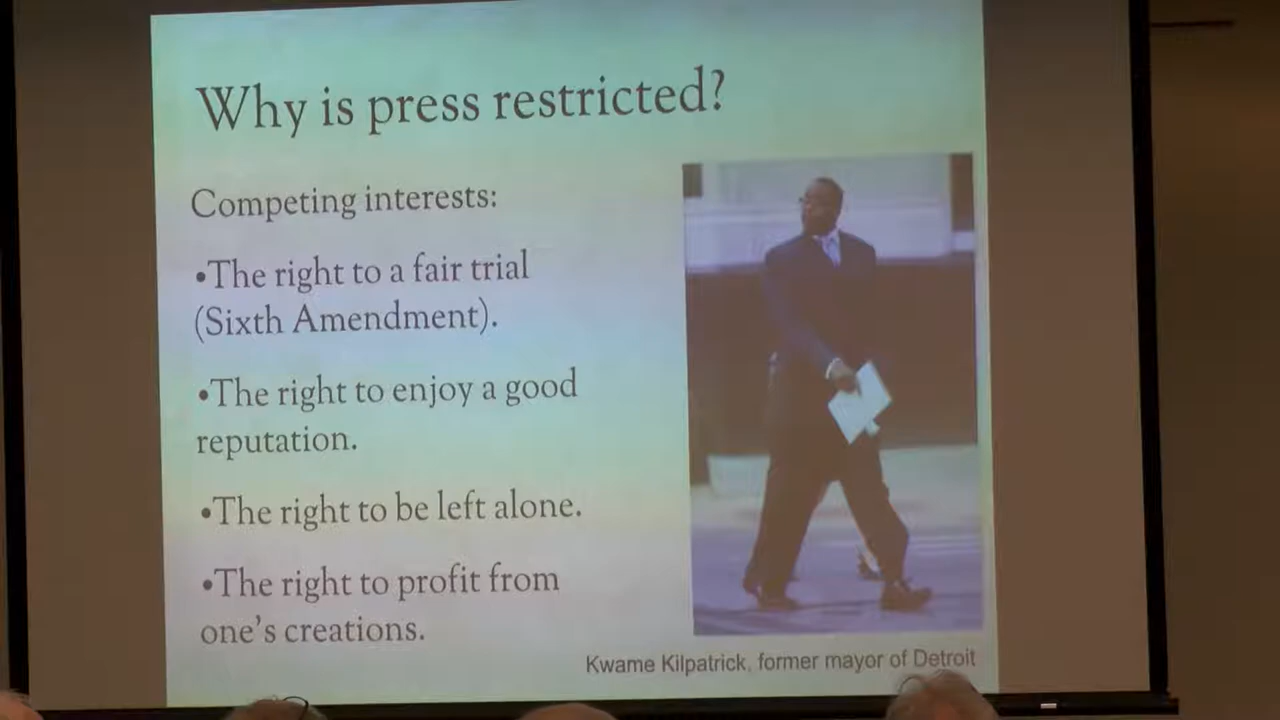 Why is press restricted?
Competing interests:
•The right to a fair trial
(Sixth Amendment).
•The right to enjoy a good
reputation.
•The right to be left alone.
•The right to profit from
one's creations.
Kwame Kilpatrick, former mayor of Detroit